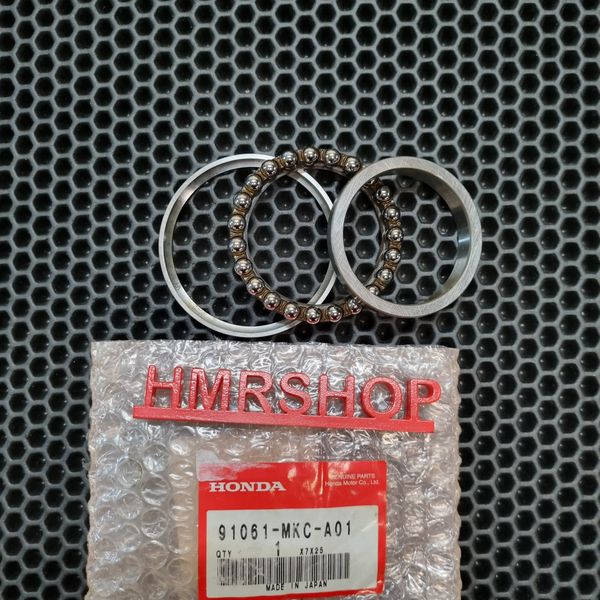 HMRSHOP
HONDA
GENUINE PARTS
Honda Motor Co., Ltd.
91061-MKC-A01
QTY 1 X7X25
MADE IN JAPAN